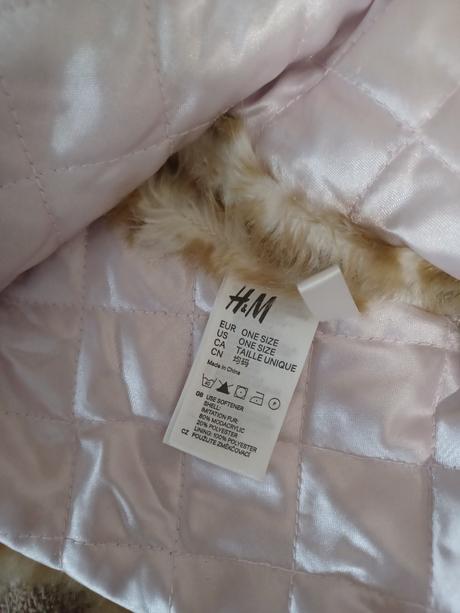 H&M
EUR ONE SIZE
US ONE SIZE
CA TAILLE UNIQUE
CN 均码
Made in China
GB USE SOFTENER
SHELL:
IMITATION FUR:
80% MODACRYLIC
20% POLYESTER
LINING: 100% POLYESTER
CZ POUŽIJTE ZMĚKČOVAČ